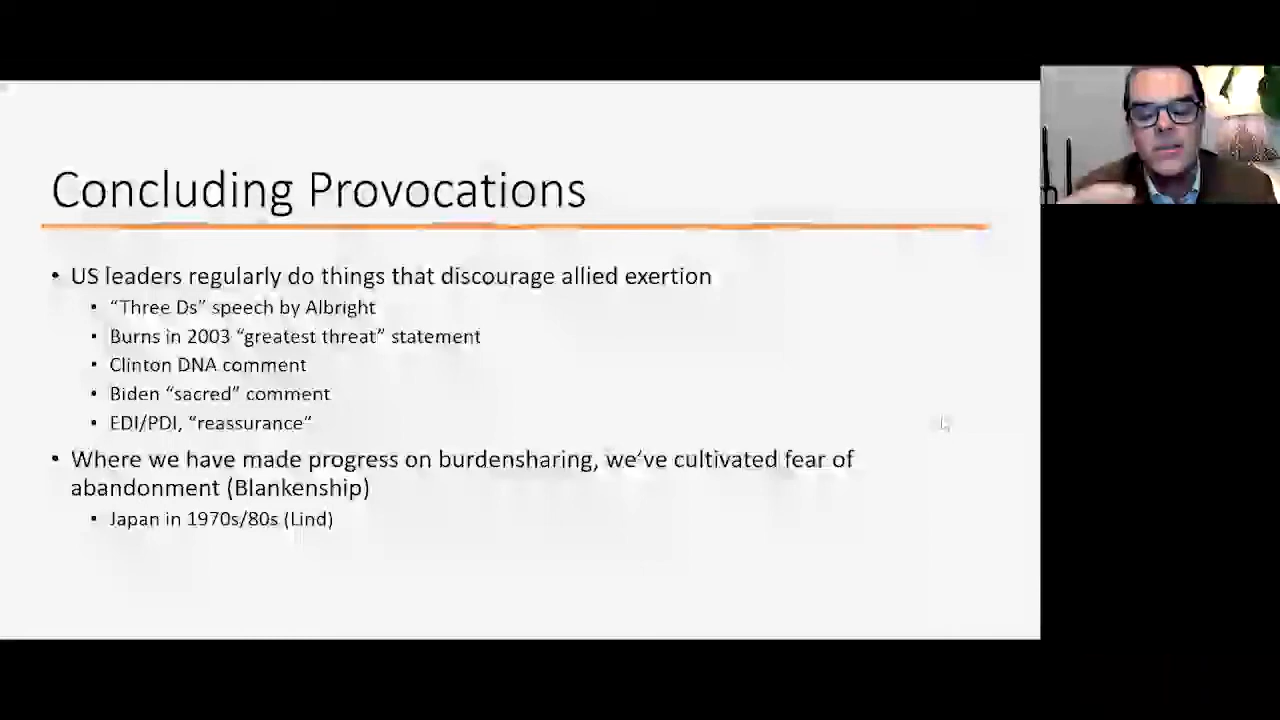 Concluding Provocations
• US leaders regularly do things that discourage allied exertion
• “Three Ds” speech by Albright
• Burns in 2003 “greatest threat” statement
• Clinton DNA comment
• Biden “sacred” comment
• EDI/PDI, “reassurance”
• Where we have made progress on burdensharing, we’ve cultivated fear of
abandonment (Blankenship)
• Japan in 1970s/80s (Lind)